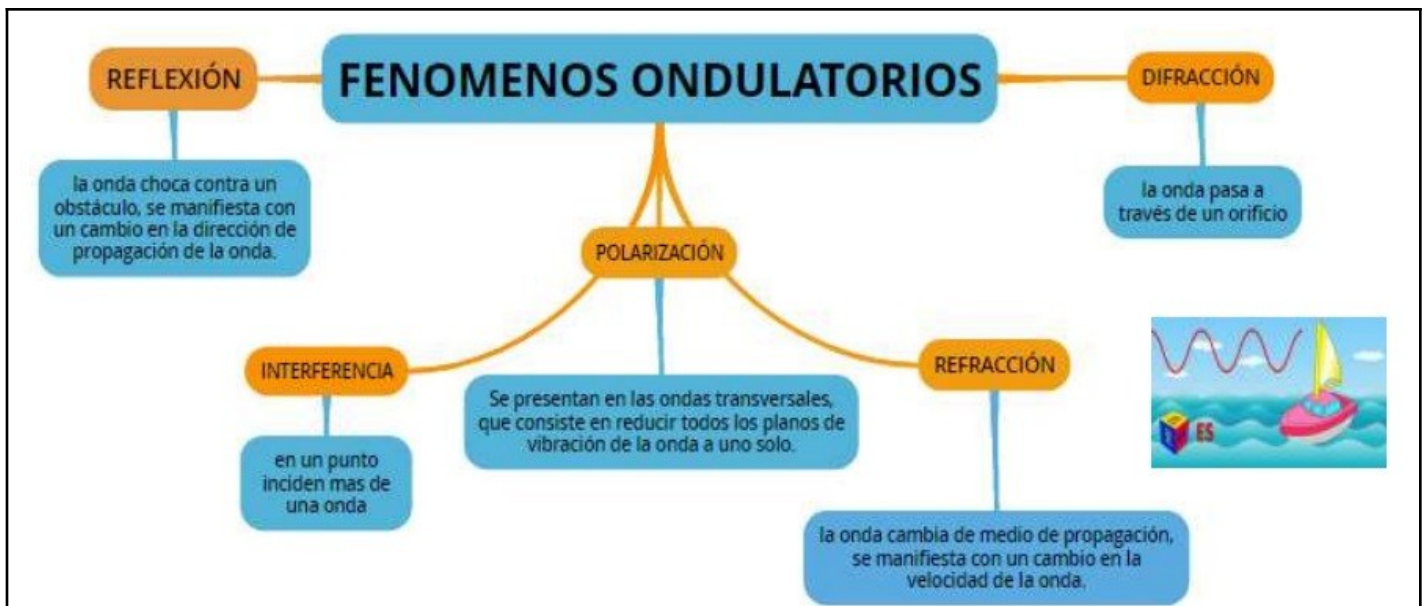 FENOMENOS ONDULATORIOS
REFLEXIÓN
la onda choca contra un
obstáculo, se manifiesta con
un cambio en la dirección de
propagación de la onda.
DIFRACCIÓN
la onda pasa a
través de un orificio
POLARIZACIÓN
Se presentan en las ondas transversales,
que consiste en reducir todos los planos de
vibración de la onda a uno solo.
INTERFERENCIA
en un punto
inciden mas de
una onda
REFRACCIÓN
la onda cambia de medio de propagación,
se manifiesta con un cambio en la
velocidad de la onda.
ES